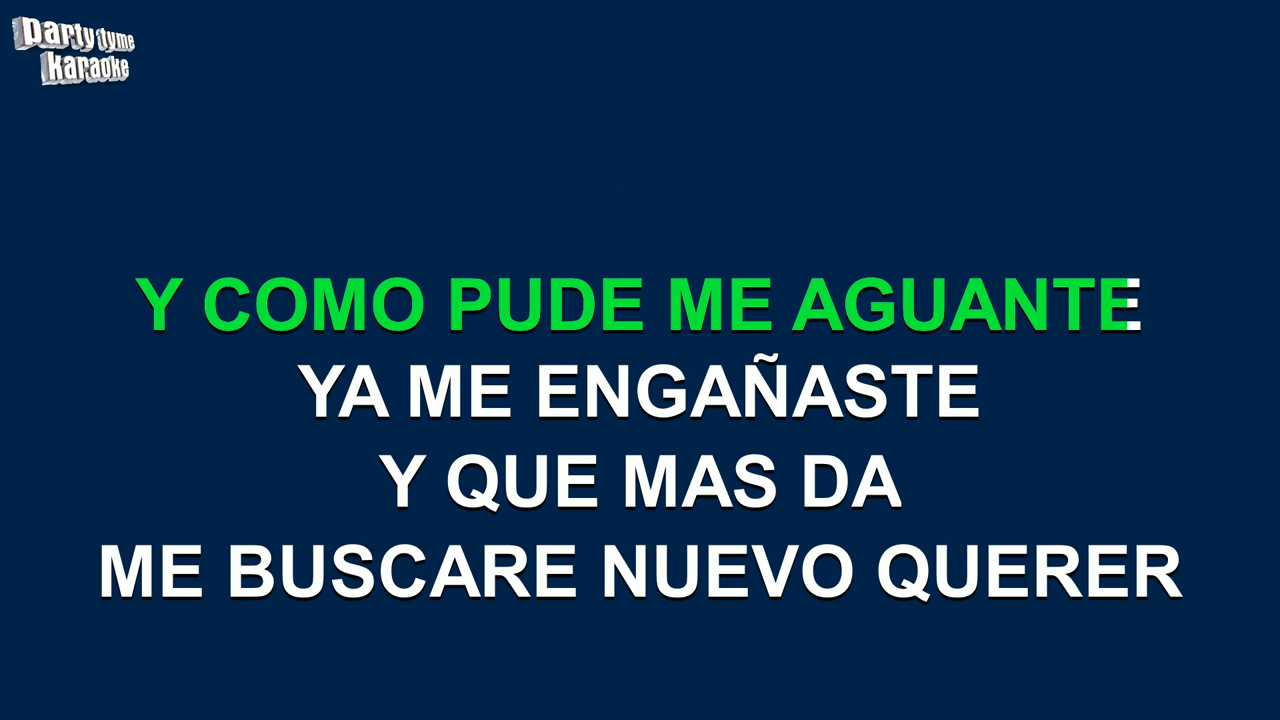 party tyme
karaoke
Y COMO PUDE ME AGUANTE
YA ME ENGAÑASTE
Y QUE MAS DA
ME BUSCARE NUEVO QUERER